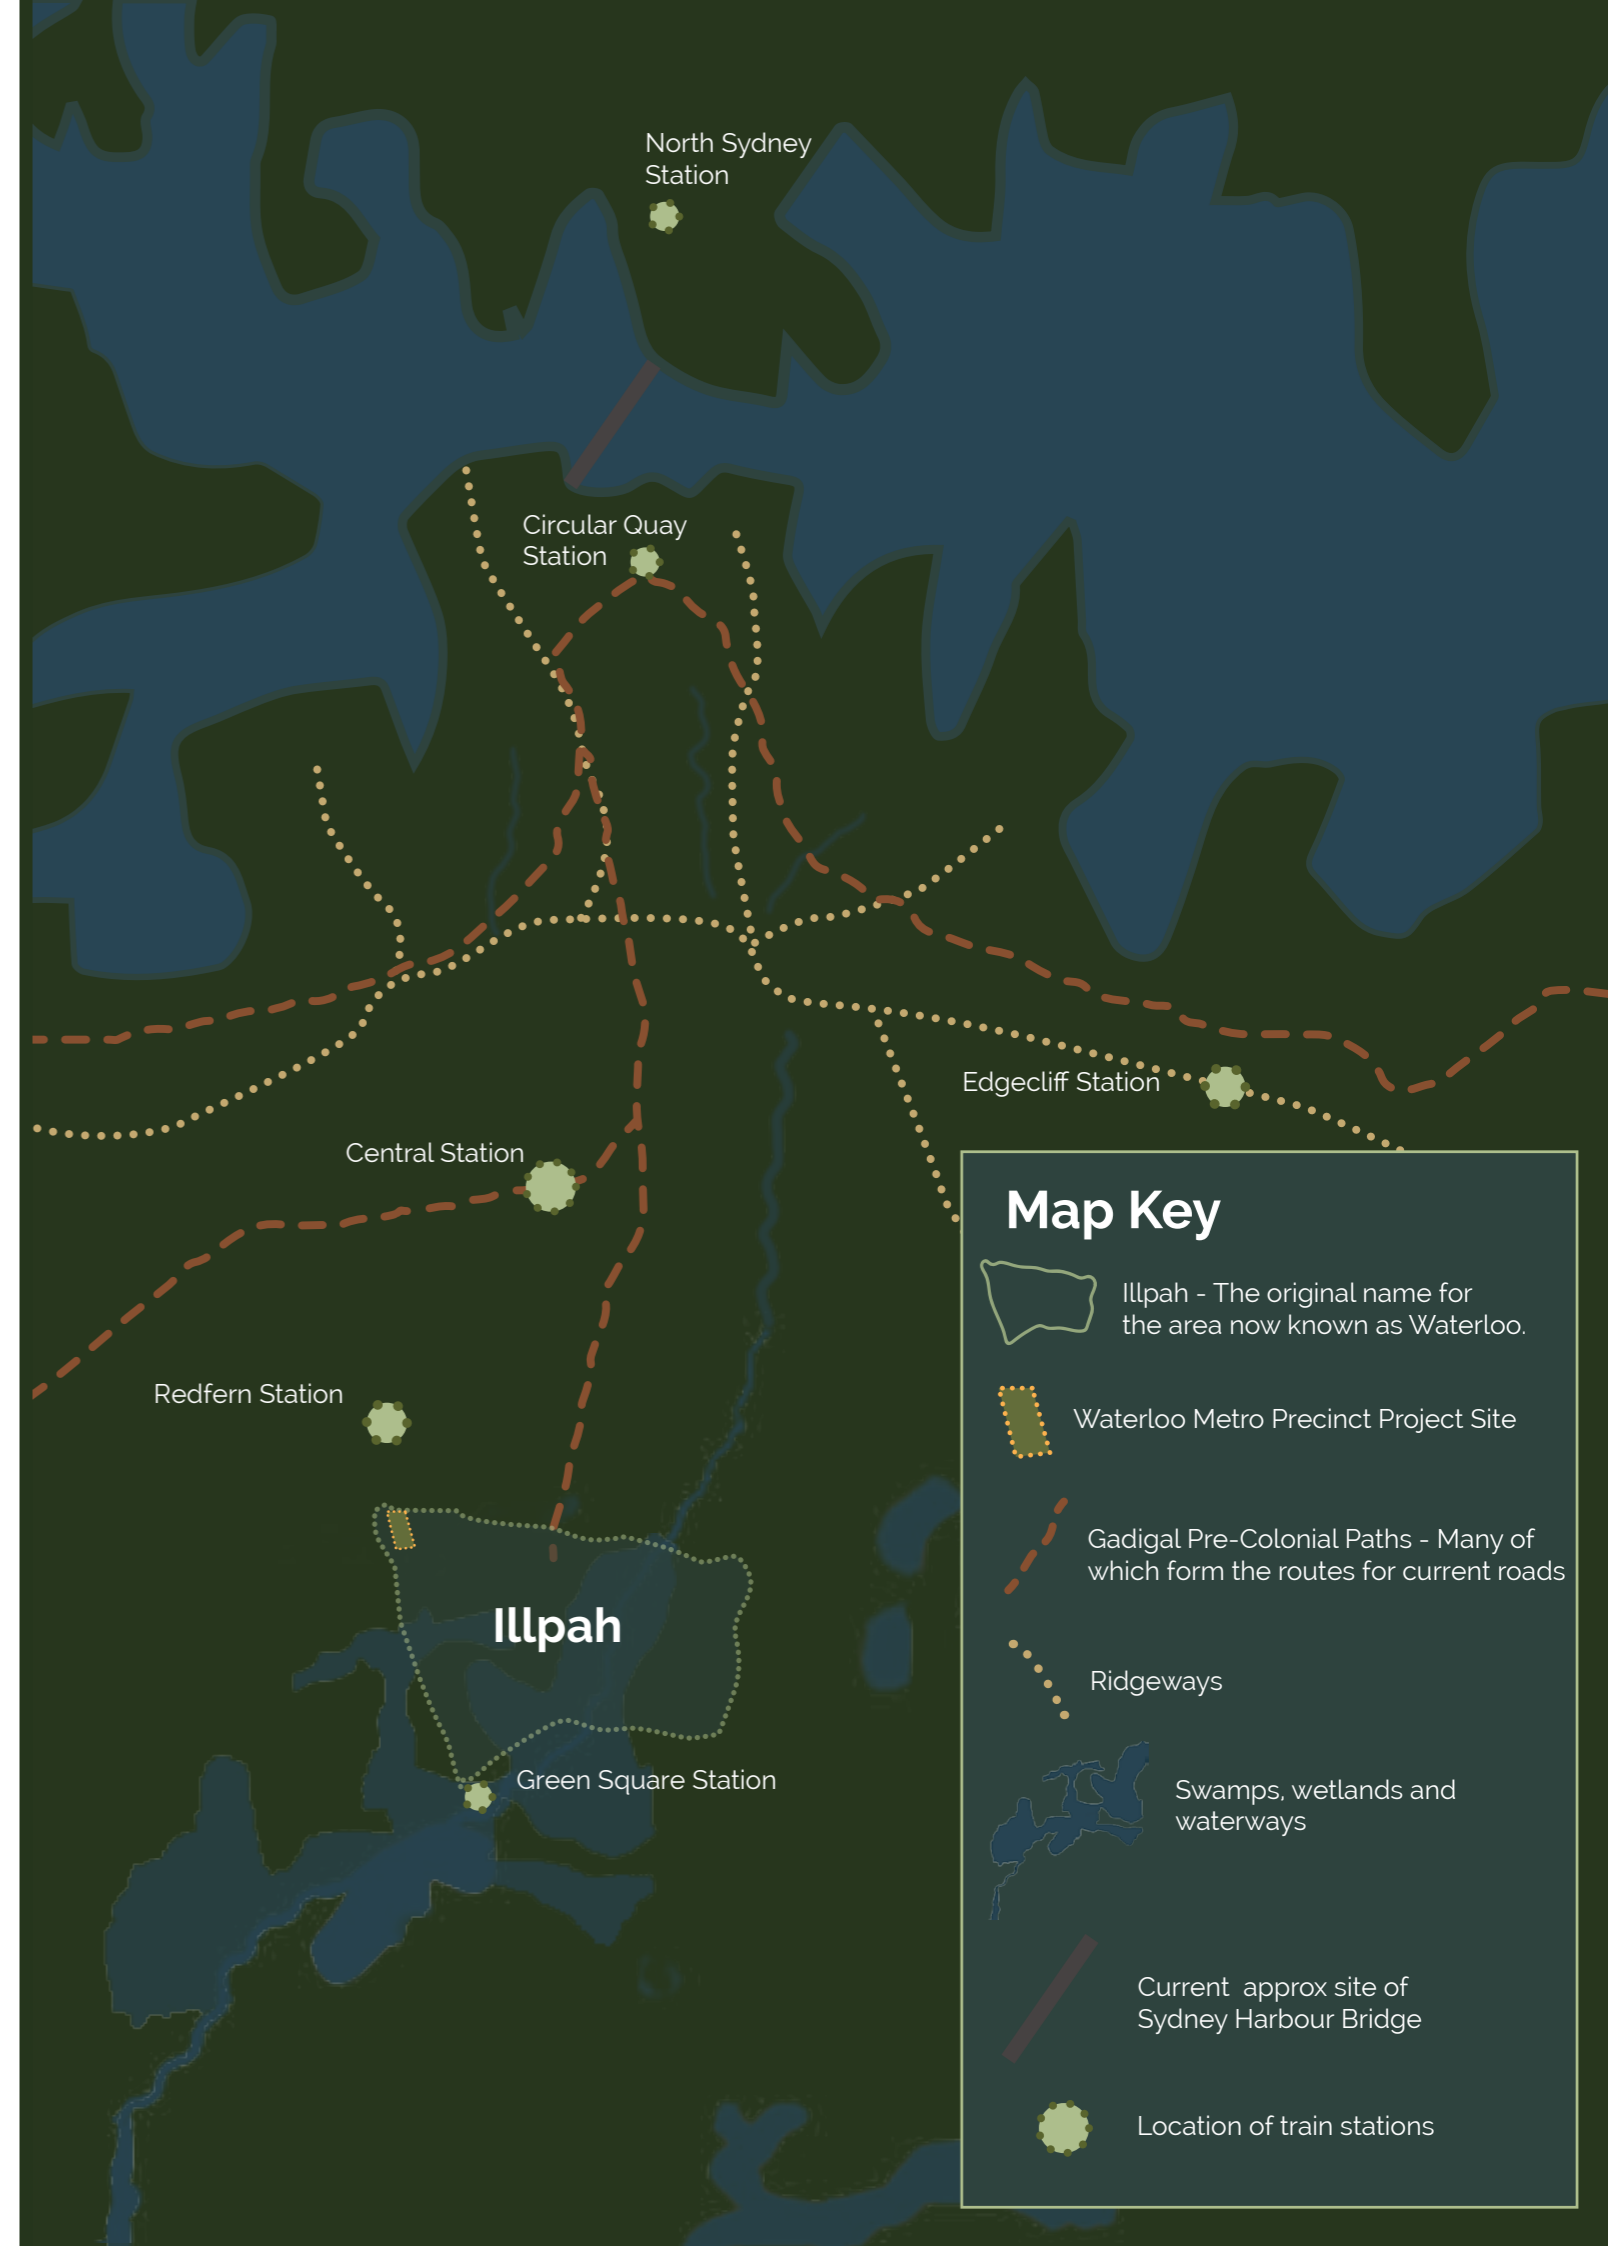 North Sydney
Station
Circular Quay
Station
Edgecliff Station
Central Station
Redfern Station
Illpah
Green Square Station
Map Key
Illpah - The original name for
the area now known as Waterloo.
Waterloo Metro Precinct Project Site
Gadigal Pre-Colonial Paths - Many of
which form the routes for current roads
Ridgeways
Swamps, wetlands and
waterways
Current approx site of
Sydney Harbour Bridge
Location of train stations